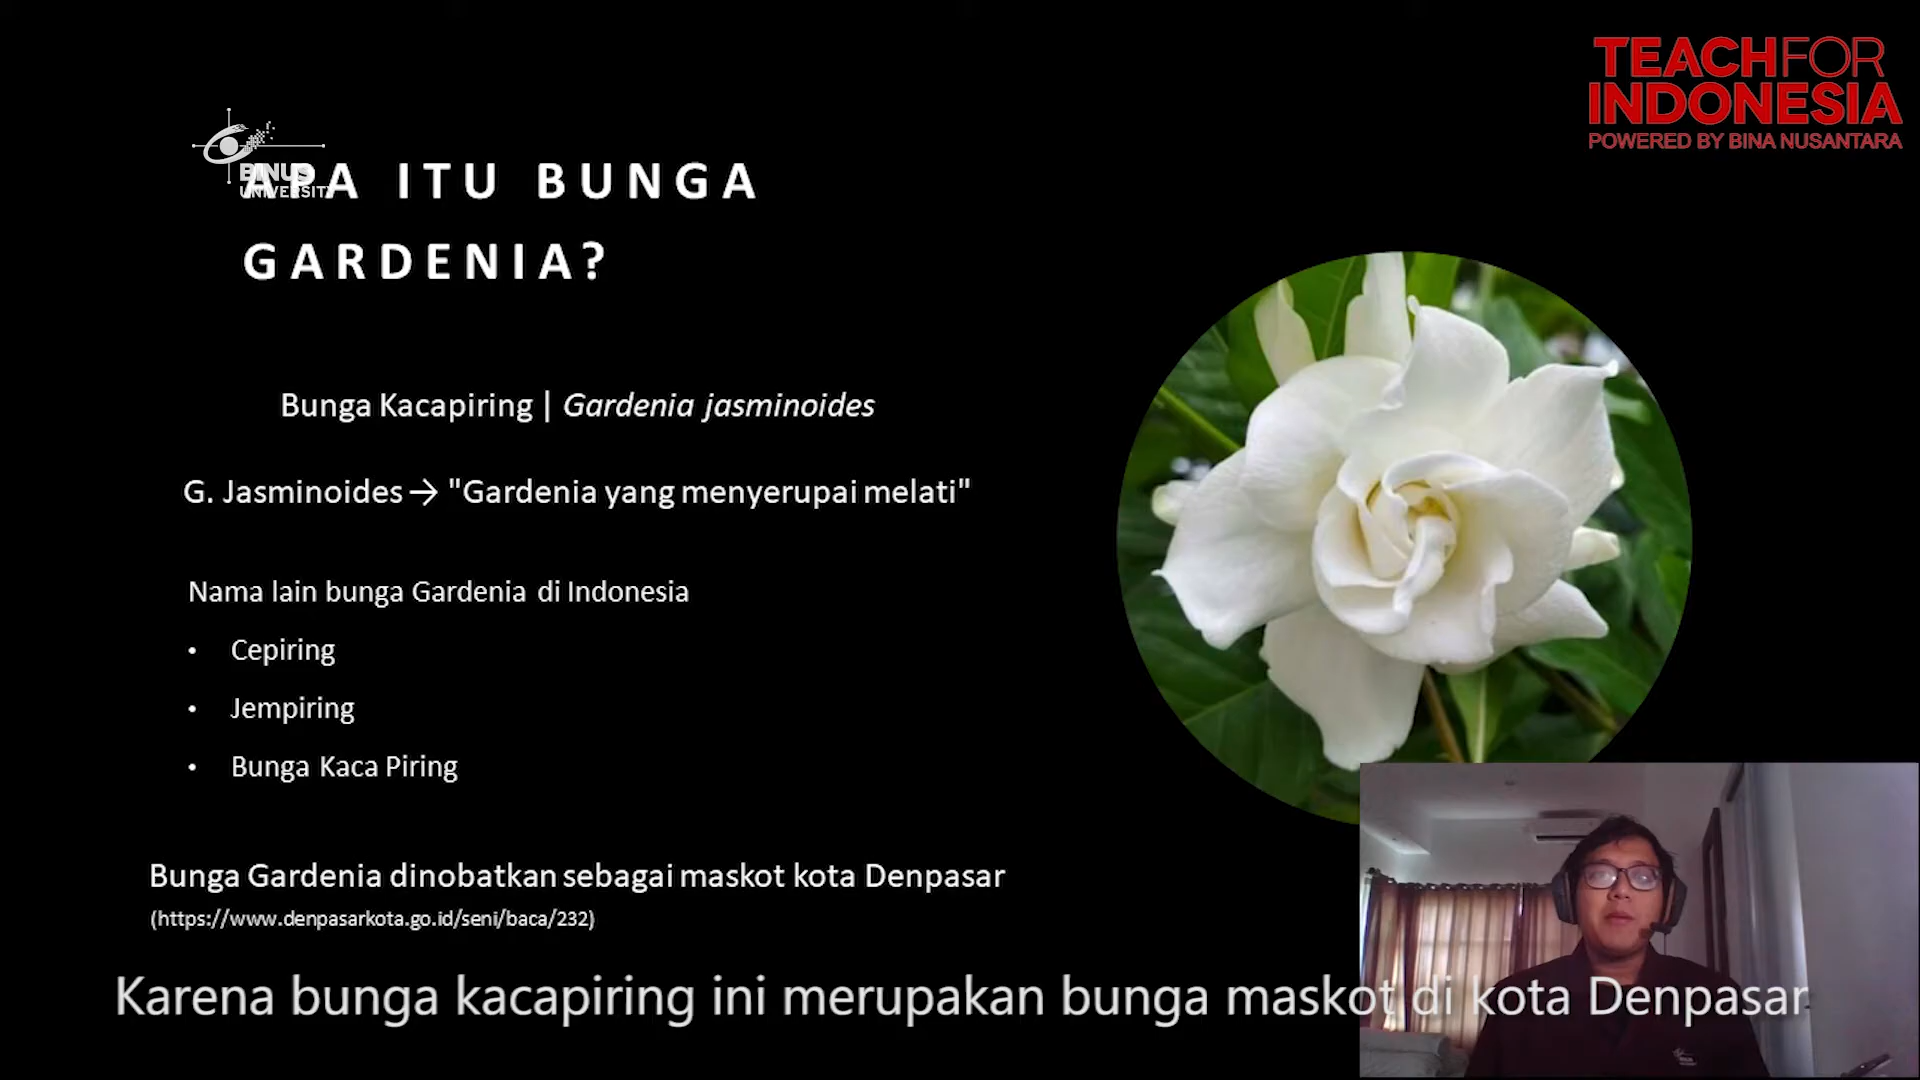 TEACHFOR
INDONESIA
POWERED BY BINA NUSANTARA
BINUS
UNIVERSITY
APA ITU BUNGA
GARDENIA?
Bunga Kacapiring | Gardenia jasminoides
G. Jasminoides → "Gardenia yang menyerupai melati"
Nama lain bunga Gardenia di Indonesia
• Cepiring
• Jempiring
• Bunga Kaca Piring
Bunga Gardenia dinobatkan sebagai maskot kota Denpasar
(https://www.denpasarkota.go.id/seni/baca/232)
Karena bunga kacapiring ini merupakan bunga maskot di kota Denpasar